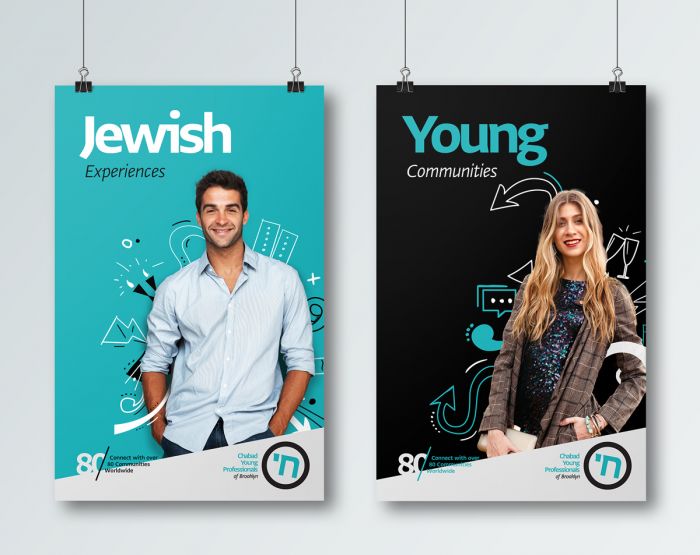 Jewish
Experiences
80/
Connect with over
80 Communities
Worldwide
Chabad
Young
Professionals
of Brooklyn
'ח
Young
Communities
80/
Connect with over
80 Communities
Worldwide
Chabad
Young
Professionals
of Brooklyn
'ח